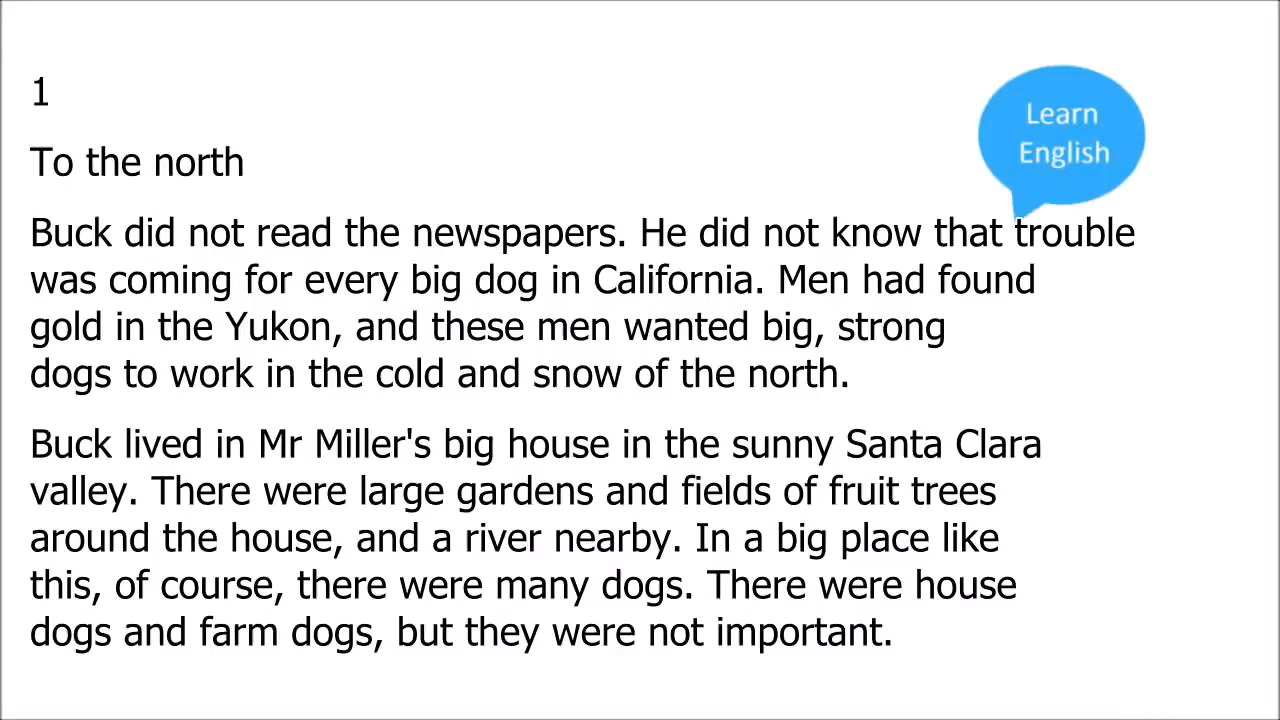 1
Learn
English
To the north
Buck did not read the newspapers. He did not know that trouble
was coming for every big dog in California. Men had found
gold in the Yukon, and these men wanted big, strong
dogs to work in the cold and snow of the north.
Buck lived in Mr Miller's big house in the sunny Santa Clara
valley. There were large gardens and fields of fruit trees
around the house, and a river nearby. In a big place like
this, of course, there were many dogs. There were house
dogs and farm dogs, but they were not important.